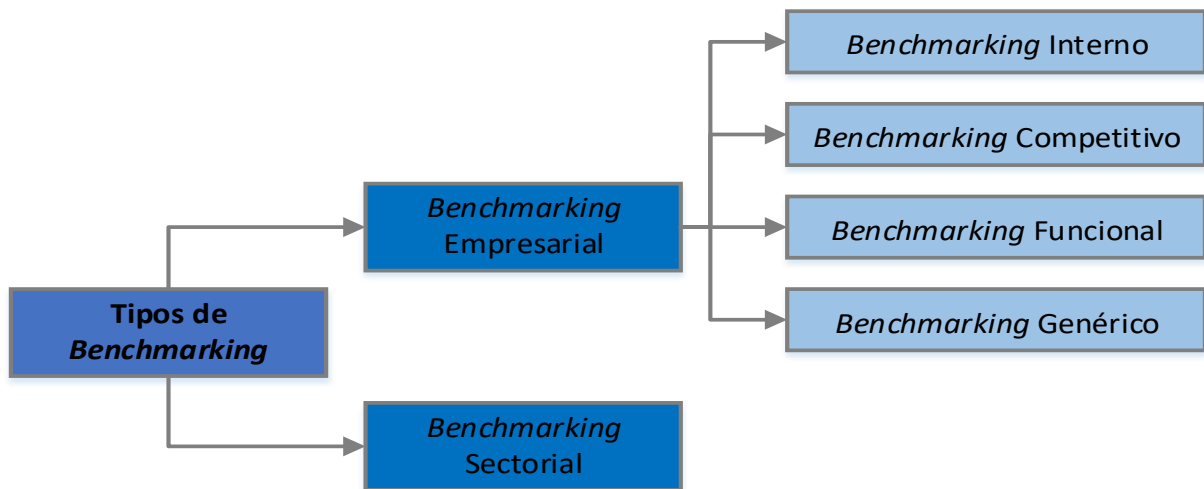 Tipos de
Benchmarking
Benchmarking
Empresarial
Benchmarking
Sectorial
Benchmarking Interno
Benchmarking Competitivo
Benchmarking Funcional
Benchmarking Genérico